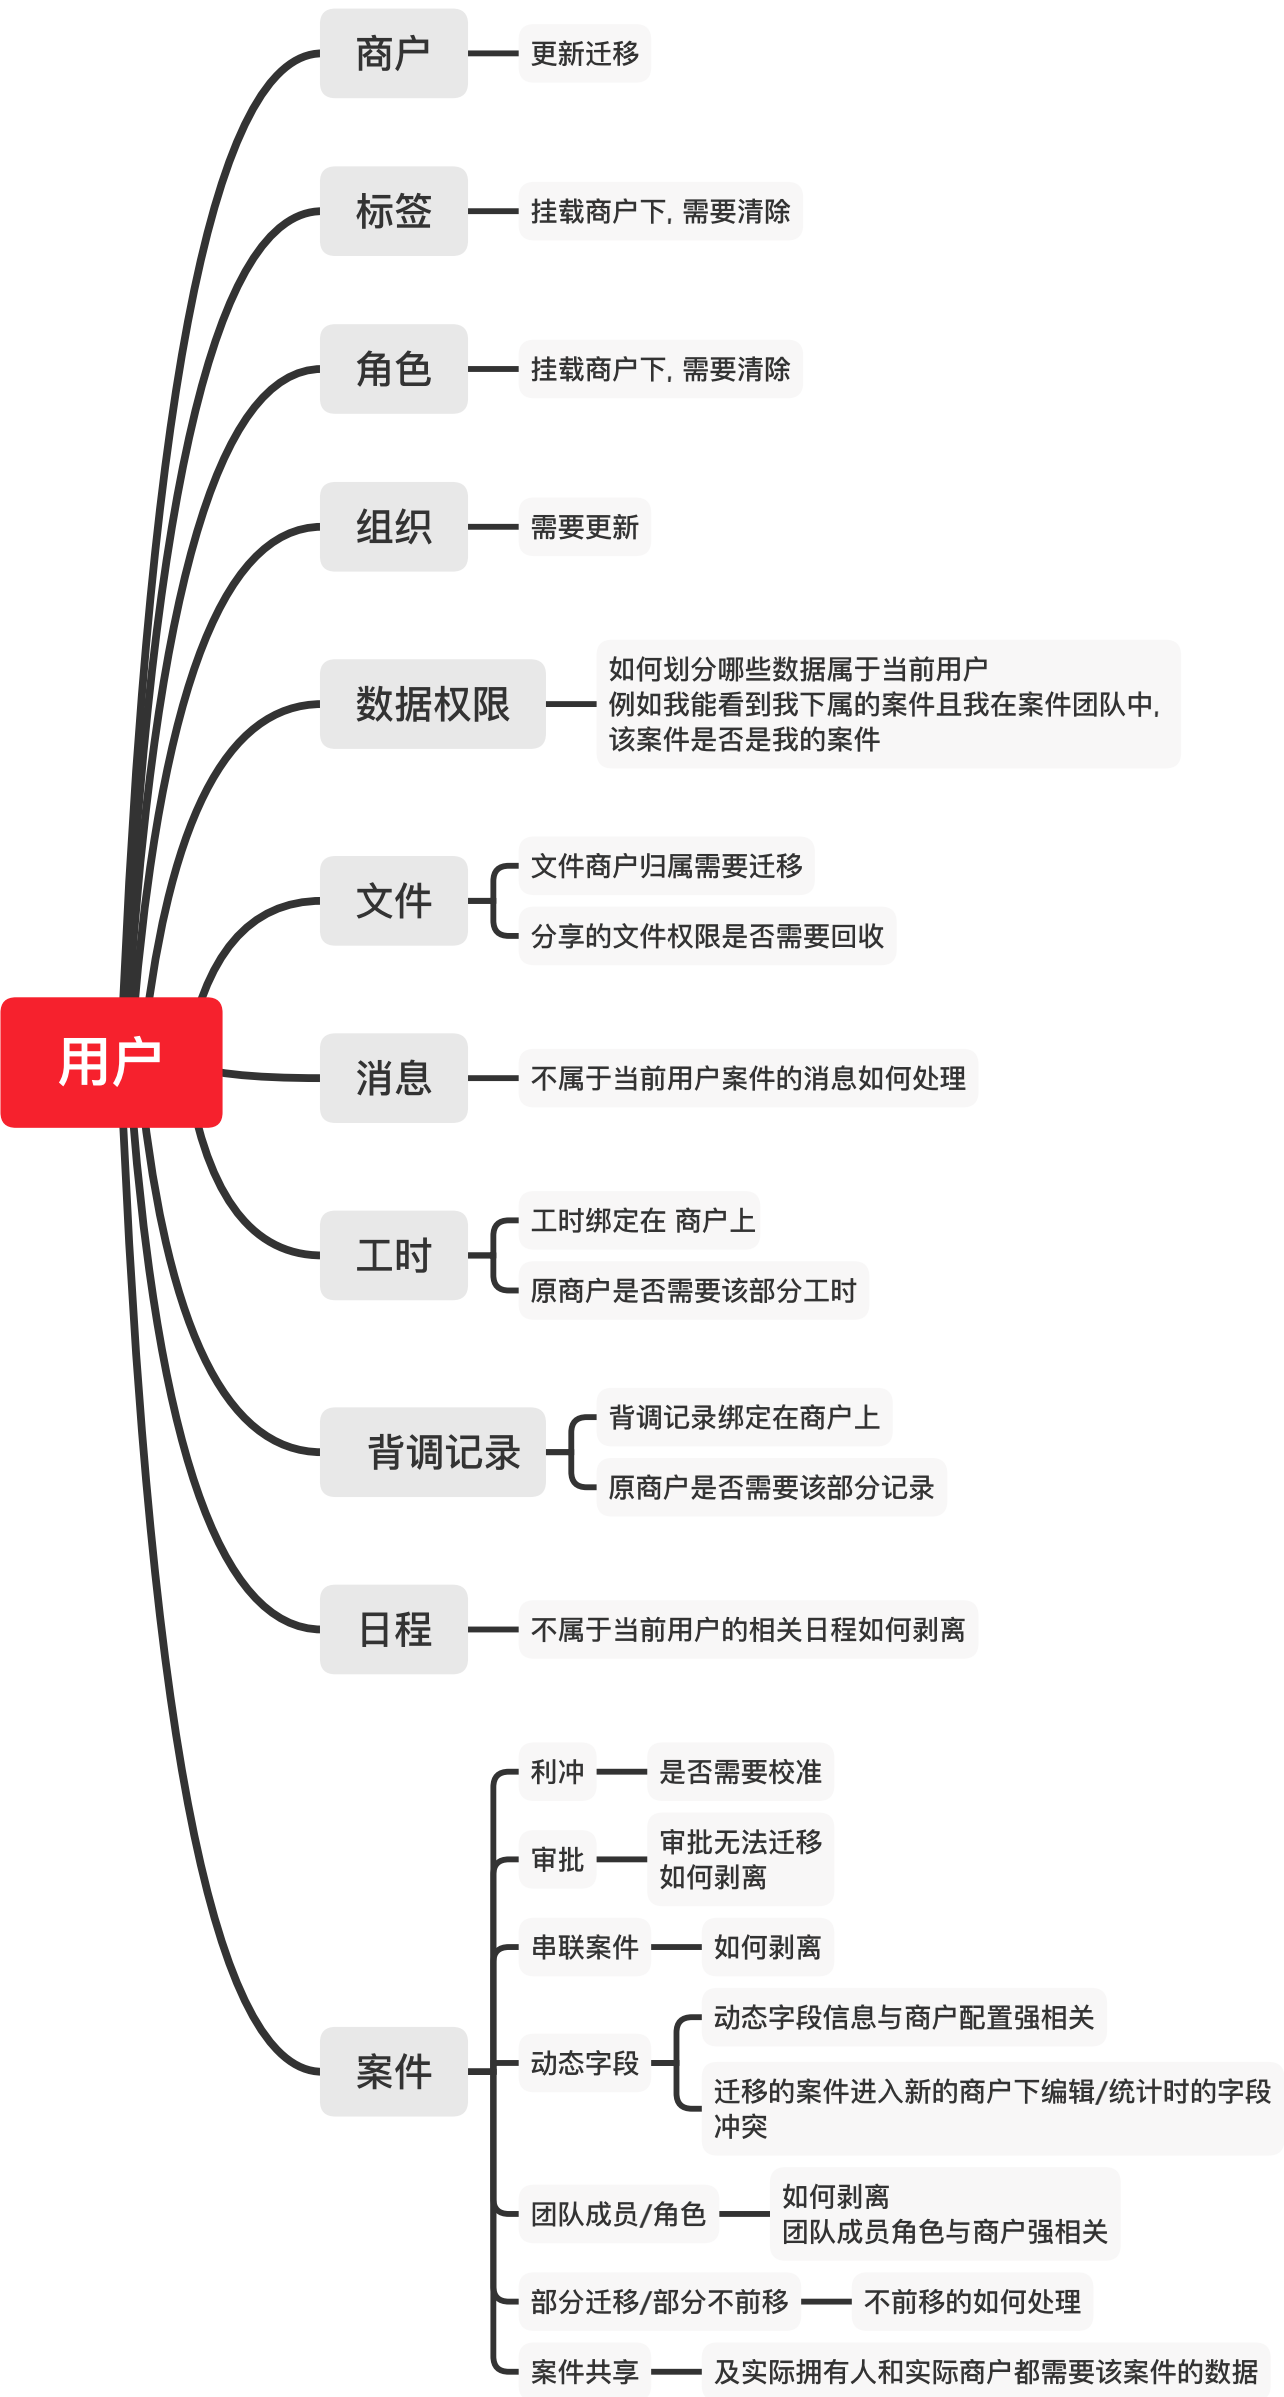 用户
商户
更新迁移
标签
挂载商户下, 需要清除
角色
挂载商户下, 需要清除
组织
需要更新
数据权限
如何划分哪些数据属于当前用户
例如我能看到我下属的案件且我在案件团队中,
该案件是否是我的案件
文件
文件商户归属需要迁移
分享的文件权限是否需要回收
消息
不属于当前用户案件的消息如何处理
工时
工时绑定在 商户上
原商户是否需要该部分工时
背调记录
背调记录绑定在商户上
原商户是否需要该部分记录
日程
不属于当前用户的相关日程如何剥离
案件
利冲
是否需要校准
审批
审批无法迁移
如何剥离
串联案件
如何剥离
动态字段
动态字段信息与商户配置强相关
迁移的案件进入新的商户下编辑/统计时的字段
冲突
团队成员/角色
如何剥离
团队成员角色与商户强相关
部分迁移/部分不前移
不前移的如何处理
案件共享
及实际拥有人和实际商户都需要该案件的数据